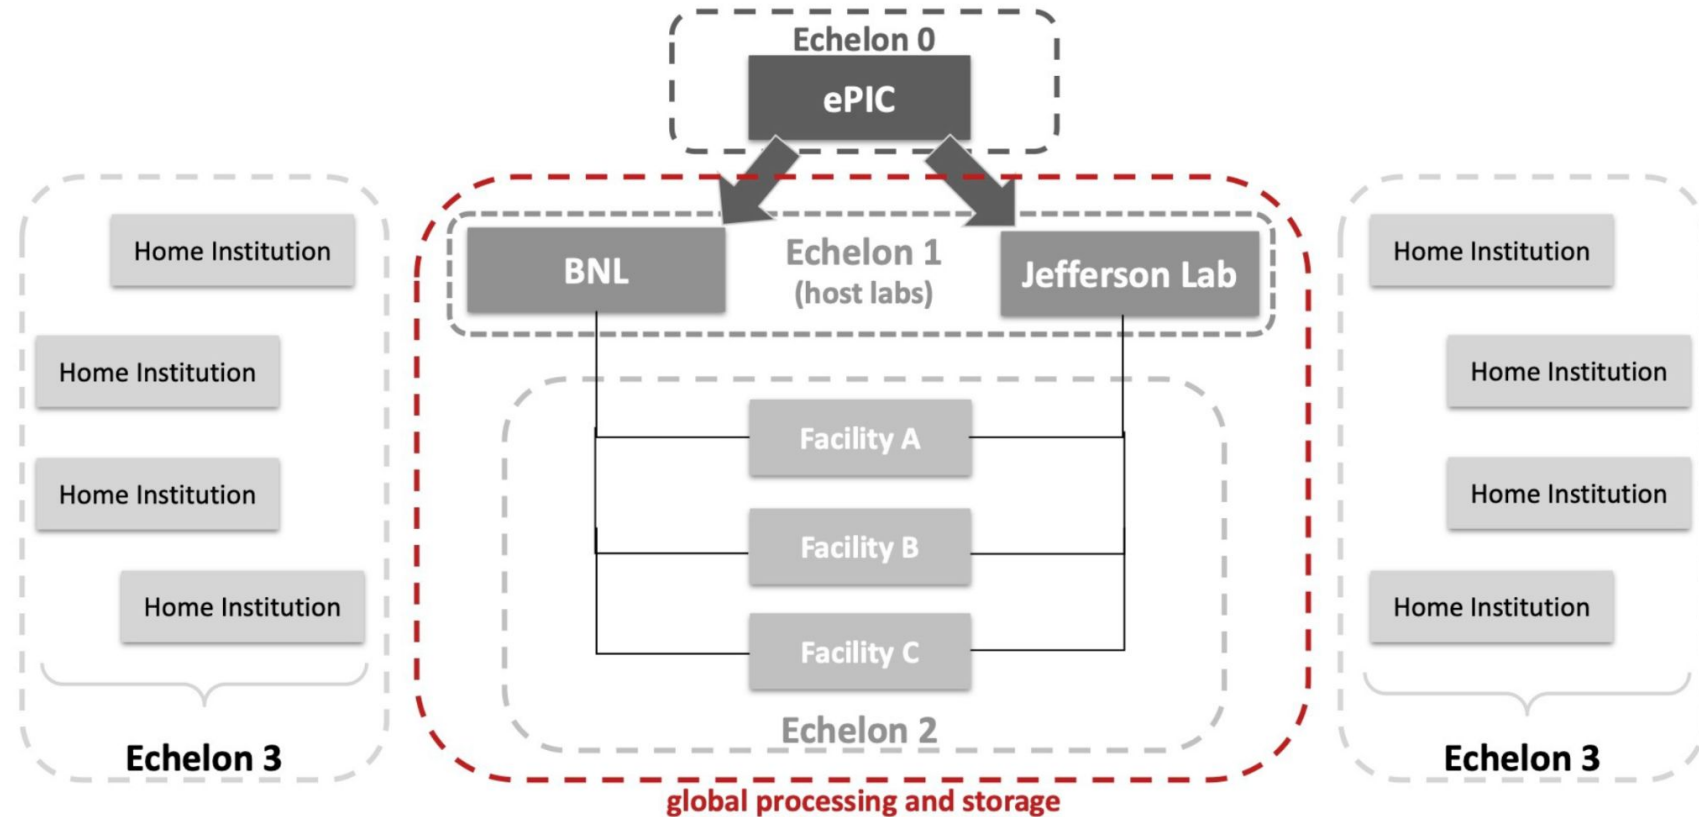 Echelon 0
ePIC
Home Institution
Home Institution
Home Institution
Home Institution
Echelon 3
BNL
Echelon 1
(host labs)
Jefferson Lab
Facility A
Facility B
Facility C
Echelon 2
global processing and storage
Home Institution
Home Institution
Home Institution
Home Institution
Echelon 3